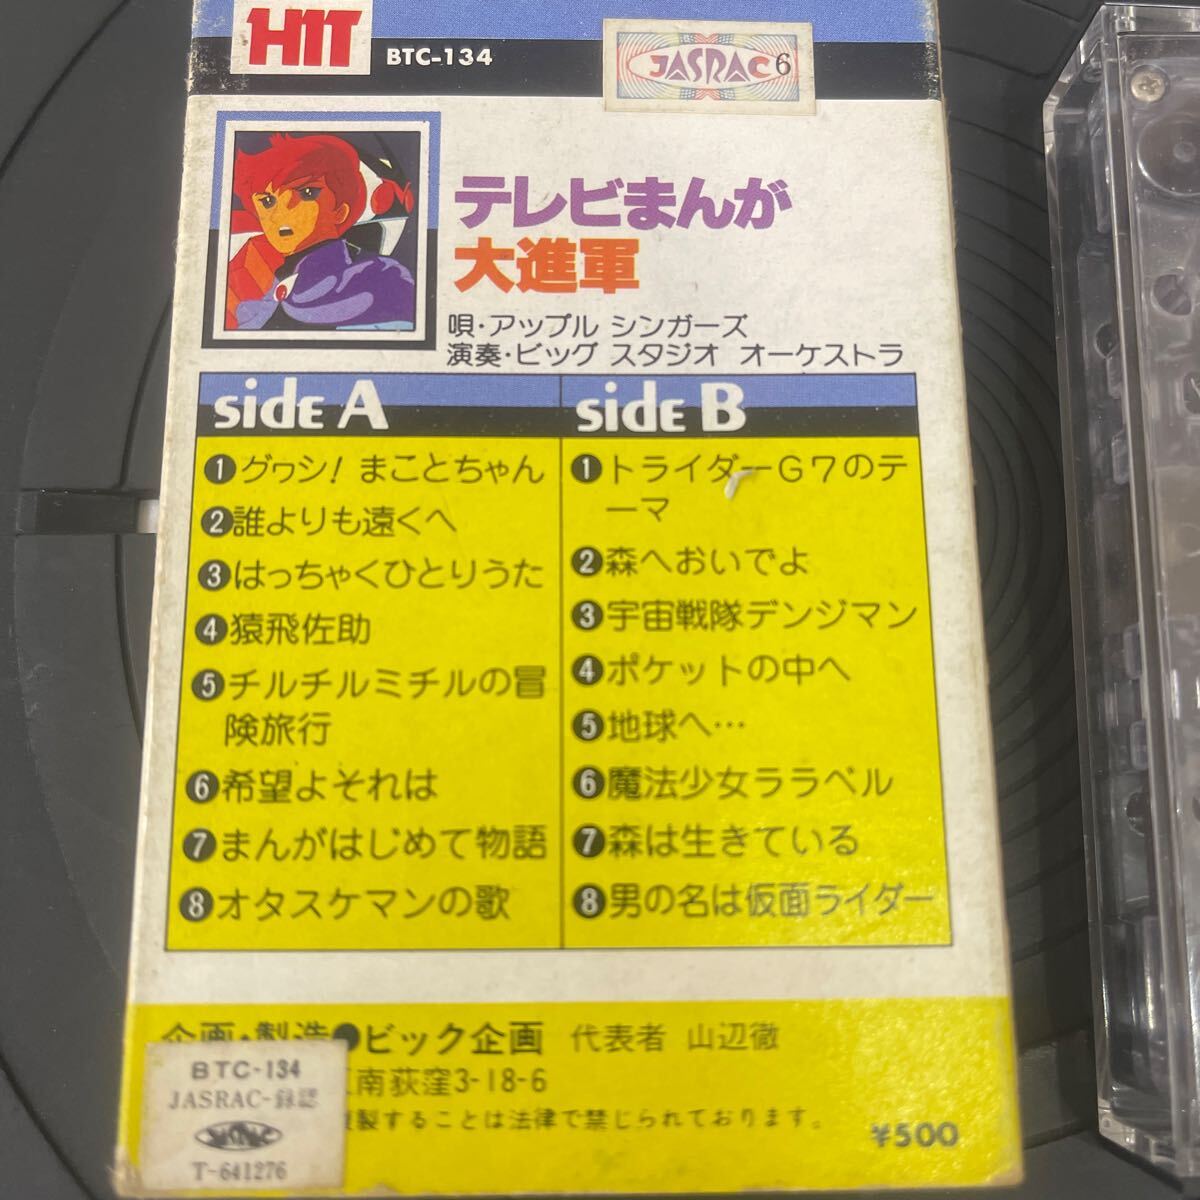 HIT
BTC-134
JASRAC 6
テレビまんが
大進軍
唄・アップル シンガーズ
演奏・ビッグ スタジオ オーケストラ
side A
1 グヮシ! まことちゃん
2 誰よりも遠くへ
3 はっちゃくひとりうた
4 猿飛佐助
5 チルチルミチルの冒
険旅行
6 希望よそれは
7 まんがはじめて物語
8 オタスケマンの歌
side B
1 トライダーG7のテ
ーマ
2 森へおいでよ
3 宇宙戦隊デンジマン
4 ポケットの中へ
5 地球へ…
6 魔法少女ララベル
7 森は生きている
8 男の名は仮面ライダー
企画・製造●ビック企画 代表者 山辺徹
南荻窪3-18-6
複製することは法律で禁じられております。
¥500
BTC-134
JASRAC-録認
JASRAC
T-641276